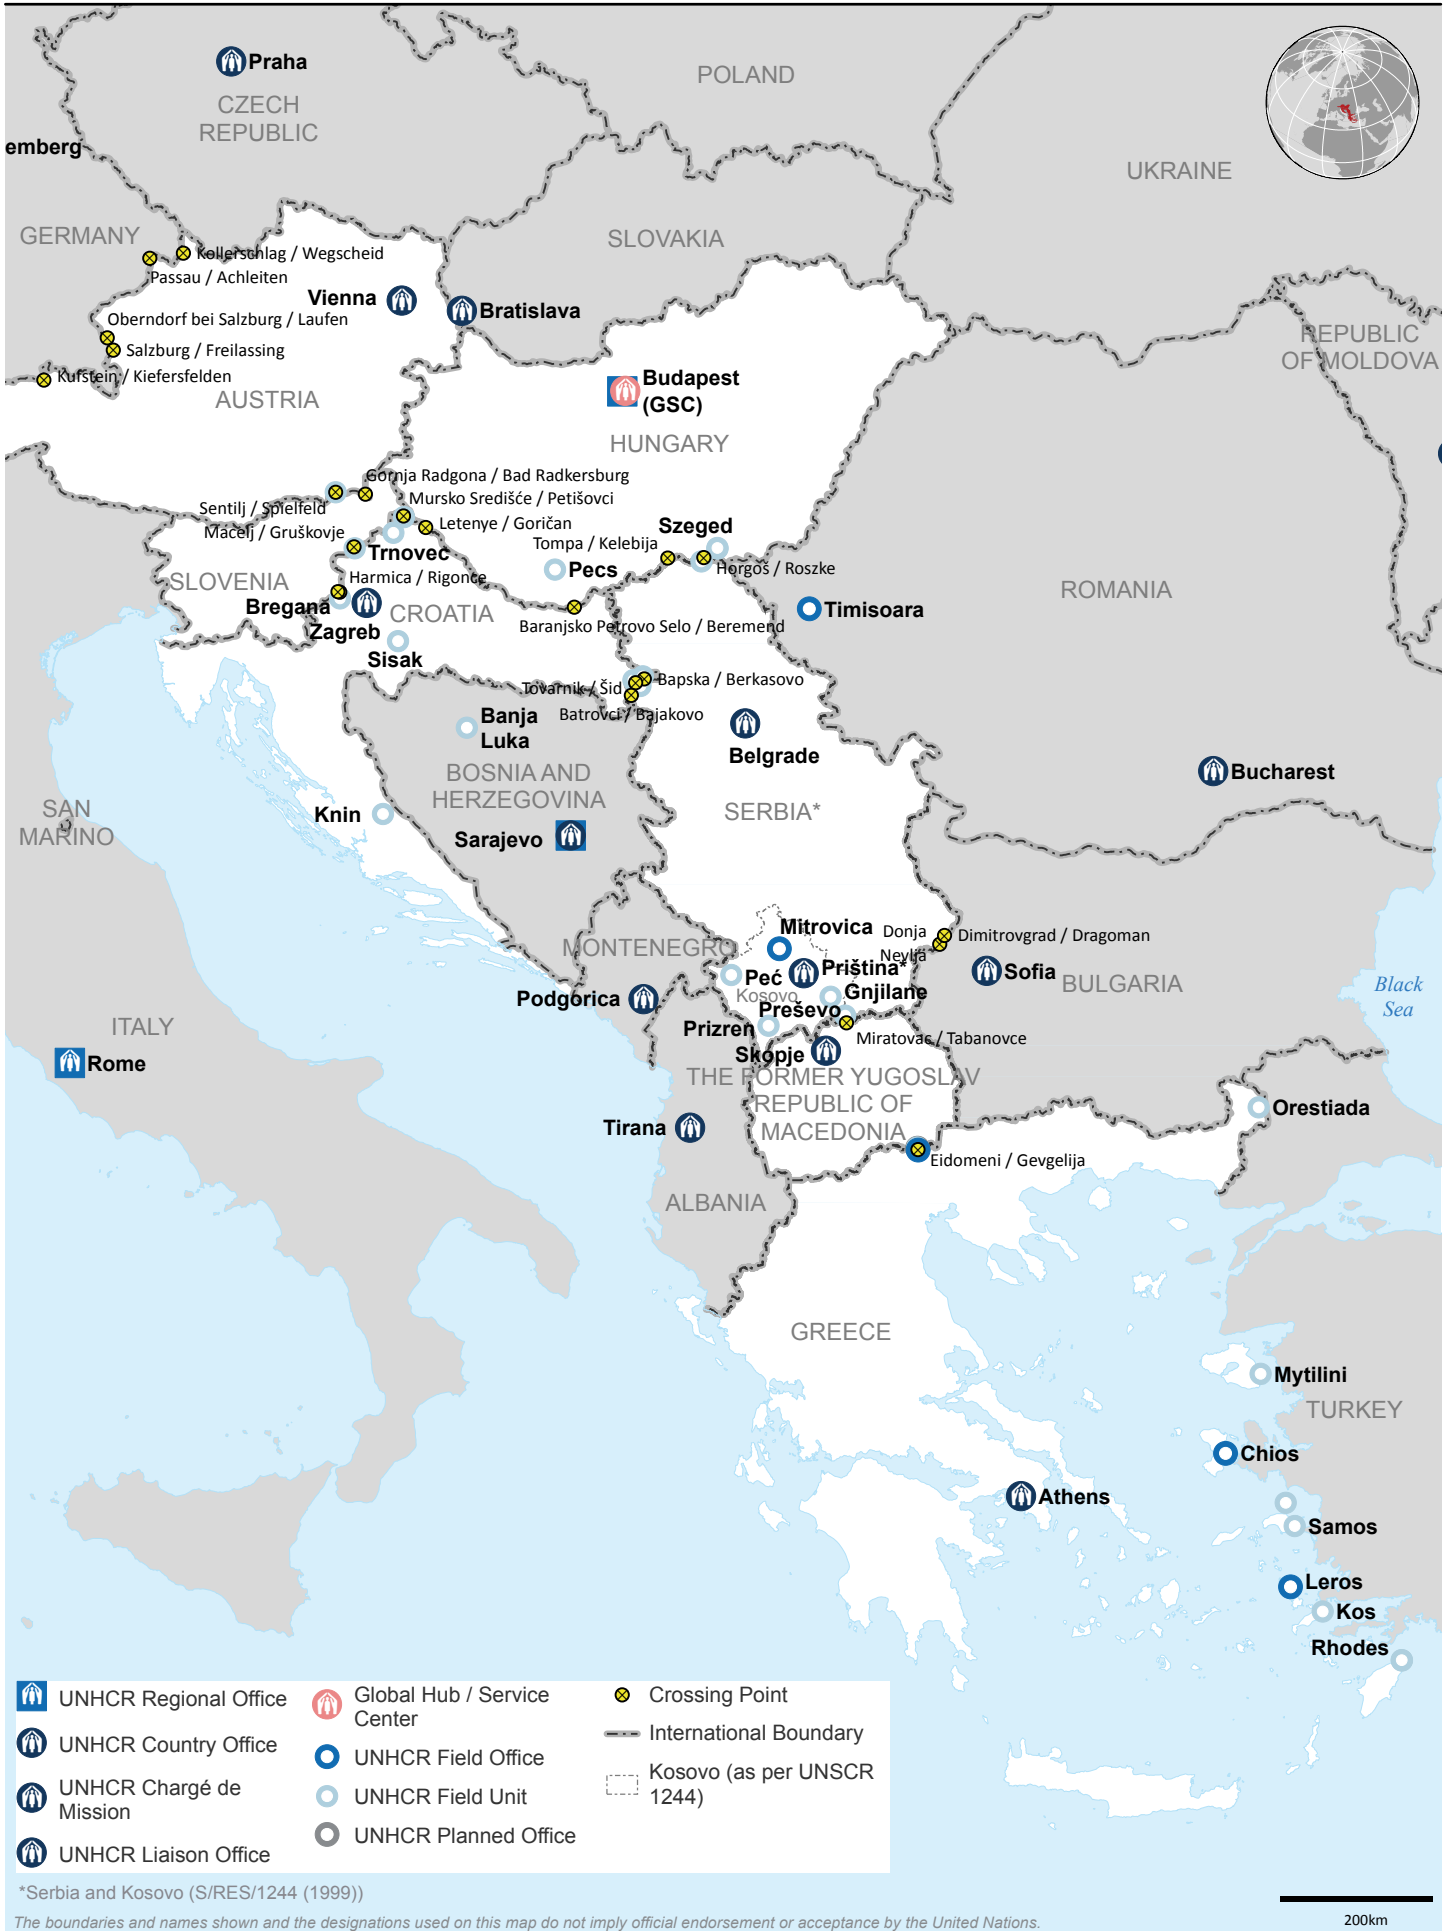 Praha
POLAND
CZECH
REPUBLIC
emberg
UKRAINE
GERMANY
SLOVAKIA
Kollerschlag / Wegscheid
Passau / Achleiten
Vienna
Bratislava
Oberndorf bei Salzburg / Laufen
REPUBLIC
OF MOLDOVA
Salzburg / Freilassing
Kufstein / Kiefersfelden
Budapest
(GSC)
AUSTRIA
HUNGARY
Gornja Radgona / Bad Radkersburg
Mursko Središće / Petišovci
Sentilj / Spielfeld
Letenye / Goričan
Szeged
Macelj / Gruškovje
Tompa / Kelebija
Trnovec
Horgoš / Roszke
Pecs
SLOVENIA
Harmica / Rigonce
ROMANIA
Bregana
CROATIA
Timisoara
Zagreb
Baranjsko Petrovo Selo / Beremend
Sisak
Bapska / Berkasovo
Tovarnik / Šid
Batrovci / Bajakovo
Banja
Luka
Belgrade
BOSNIA AND
HERZEGOVINA
Bucharest
SAN
MARINO
Knin
SERBIA*
Sarajevo
Mitrovica
Donja
Nevlja
Dimitrovgrad / Dragoman
MONTENEGRO
Priština*
Sofia
Peć
BULGARIA
Kosovo
Gnjilane
Black
Sea
Podgorica
Preševo
ITALY
Prizren
Miratovac / Tabanovce
Skopje
Rome
THE FORMER YUGOSLAV
REPUBLIC OF
MACEDONIA
Orestiada
Tirana
Eidomeni / Gevgelija
ALBANIA
GREECE
Mytilini
TURKEY
Chios
Athens
Samos
Leros
Kos
Rhodes
UNHCR Regional Office
UNHCR Country Office
UNHCR Chargé de
Mission
UNHCR Liaison Office
Global Hub / Service
Center
UNHCR Field Office
UNHCR Field Unit
UNHCR Planned Office
Crossing Point
International Boundary
Kosovo (as per UNSCR
1244)
*Serbia and Kosovo (S/RES/1244 (1999))
The boundaries and names shown and the designations used on this map do not imply official endorsement or acceptance by the United Nations.
200km